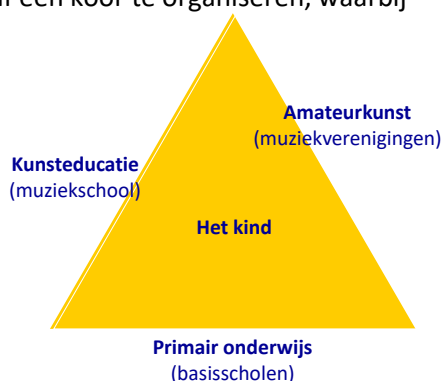 een koor te organiseren, waarbij
Amateurkunst
(muziekverenigingen)
Kunsteducatie
(muziekschool)
Het kind
Primair onderwijs
(basisscholen)